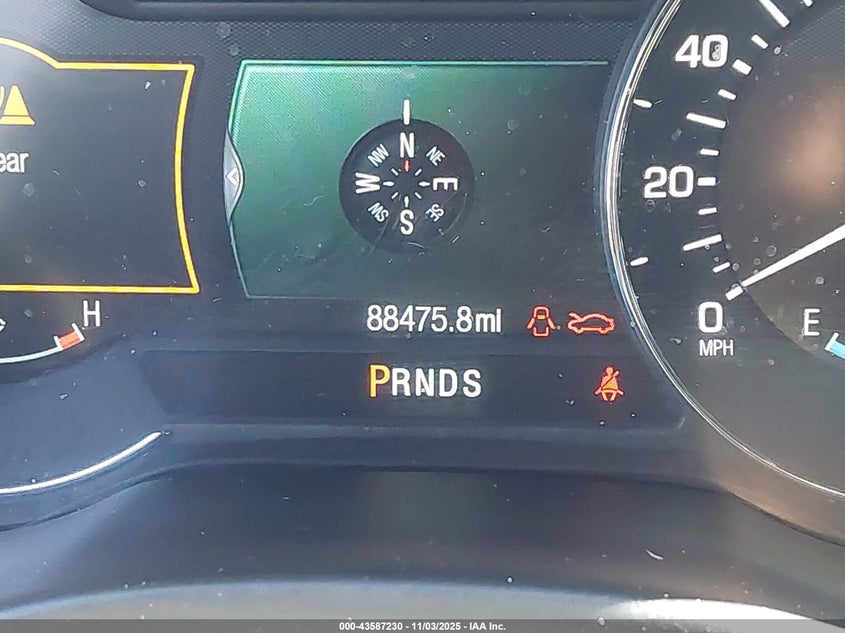 40
ear
N
NW
NE
W
E
SW
SE
S
20
H
88475.8mi
0
MPH
E
PRNDS
000-43587230 - 11/03/2025 - IAA Inc.